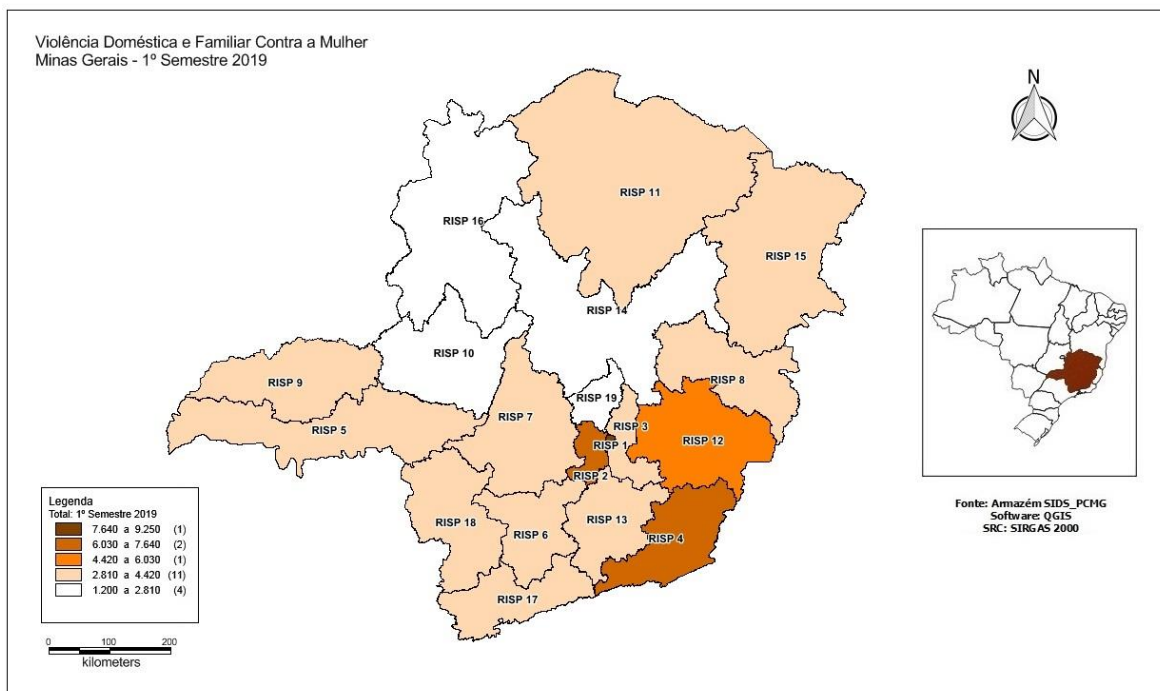 Violência Doméstica e Familiar Contra a Mulher
Minas Gerais - 1º Semestre 2019
N
RISP 11
RISP 16
RISP 15
RISP 14
RISP 10
RISP 9
RISP 8
RISP 19
RISP 7
RISP 3
RISP 5
RISP 12
RISP 1
RISP 2
RISP 18
RISP 13
RISP 6
RISP 4
RISP 17
Legenda
Total: 1º Semestre 2019
7.640 a 9.250 (1)
6.030 a 7.640 (2)
4.420 a 6.030 (1)
2.810 a 4.420 (11)
1.200 a 2.810 (4)
0 100 200
kilometers
Fonte: Armazém SIDS_PCMG
Software: QGIS
SRC: SIRGAS 2000